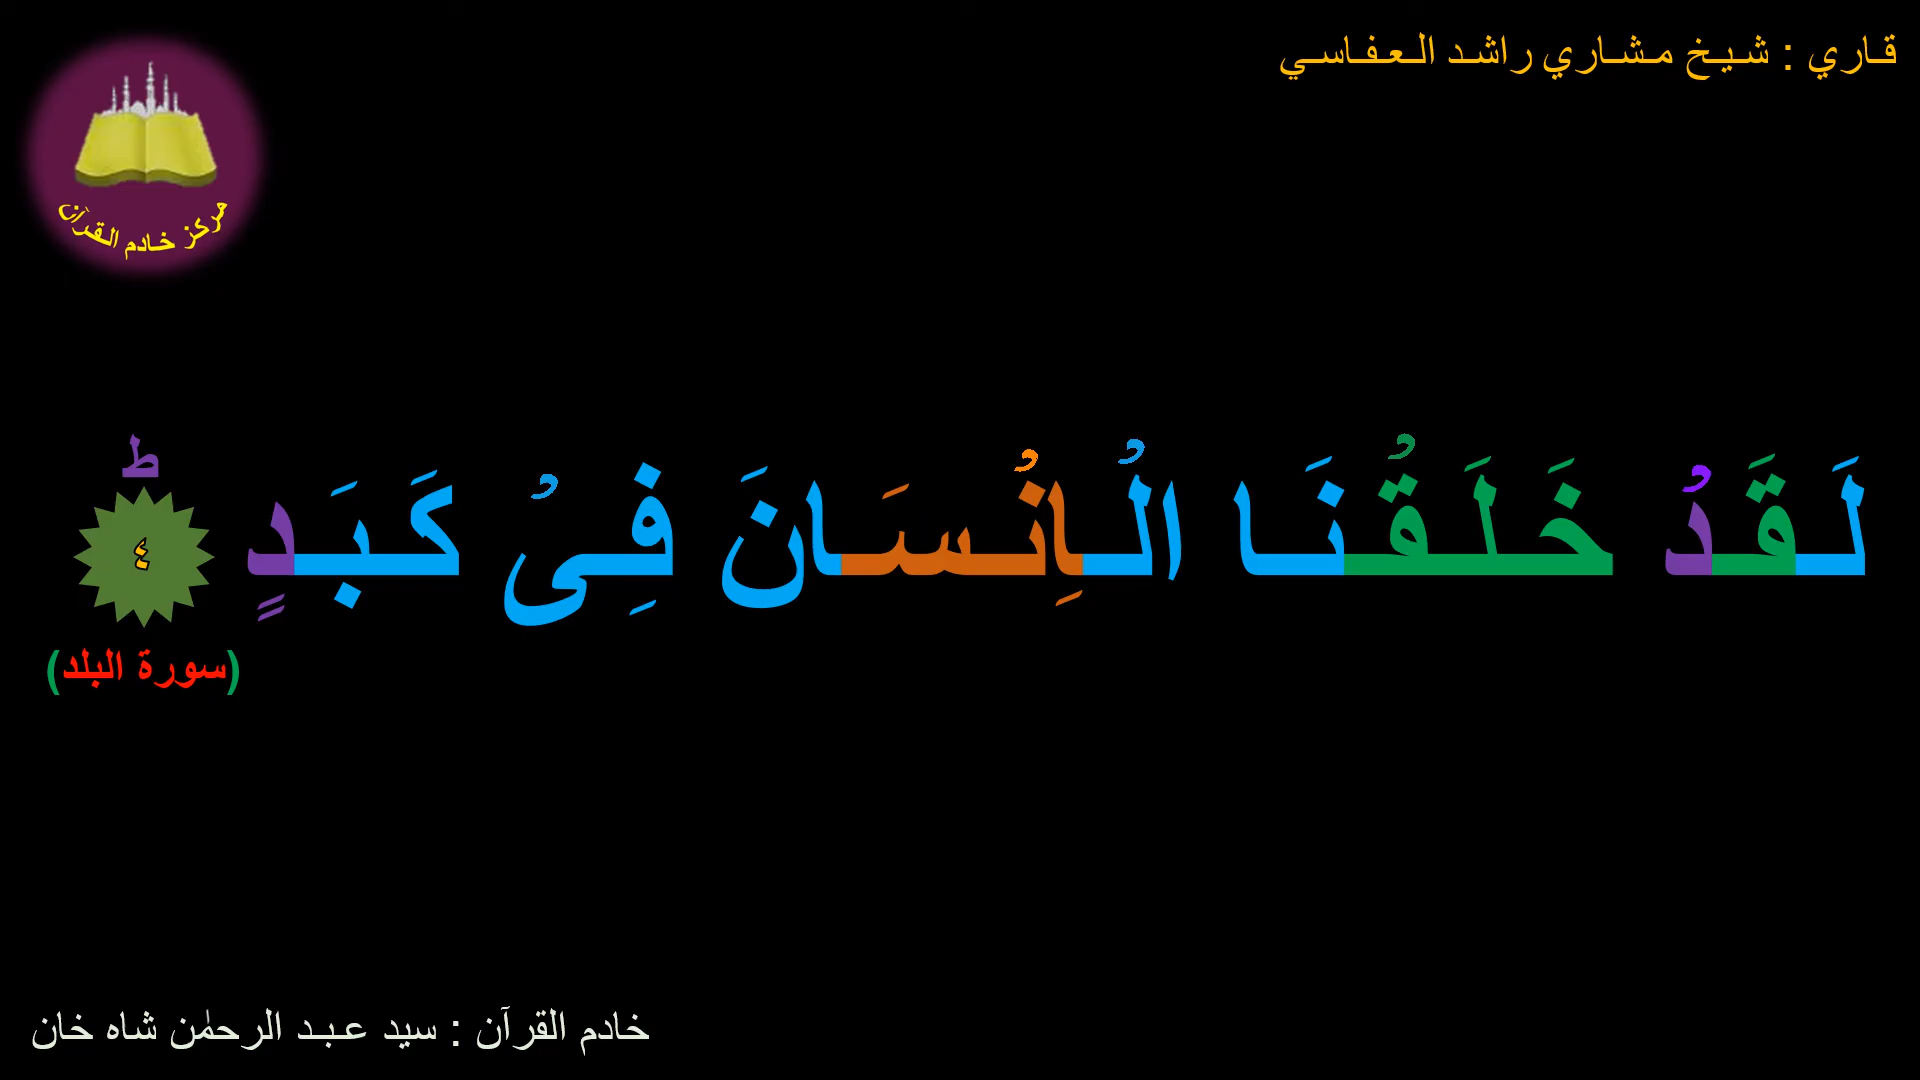 قاري : شيخ مشاري راشد العفاسي
مركز خادم القرآن
لَقَدْ خَلَقْنَا الْاِنْسَانَ فِیْ کَبَدٍ ؕ ٤
(سورة البلد)
خادم القرآن : سيد عبد الرحمٰن شاه خان